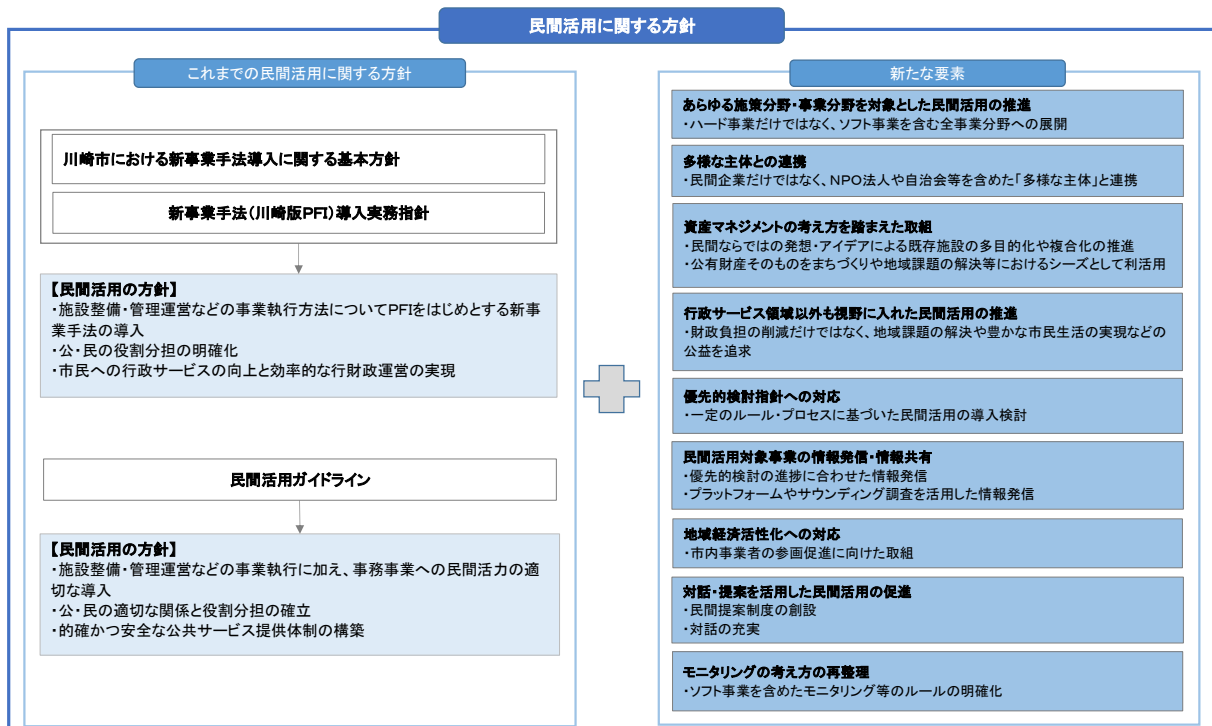 民間活用に関する方針
これまでの民間活用に関する方針
川崎市における新事業手法導入に関する基本方針
新事業手法(川崎版PFI)導入実務指針
【民間活用の方針】
・施設整備・管理運営などの事業執行方法についてPFIをはじめとする新事
業手法の導入
・公・民の役割分担の明確化
・市民への行政サービスの向上と効率的な行財政運営の実現
民間活用ガイドライン
【民間活用の方針】
・施設整備・管理運営などの事業執行に加え、事務事業への民間活力の適
切な導入
・公・民の適切な関係と役割分担の確立
・的確かつ安全な公共サービス提供体制の構築
新たな要素
あらゆる施策分野・事業分野を対象とした民間活用の推進
・ハード事業だけではなく、ソフト事業を含む全事業分野への展開
多様な主体との連携
・民間企業だけではなく、NPO法人や自治会等を含めた「多様な主体」と連携
資産マネジメントの考え方を踏まえた取組
・民間ならではの発想・アイデアによる既存施設の多目的化や複合化の推進
・公有財産そのものをまちづくりや地域課題の解決等におけるシーズとして利活用
行政サービス領域以外も視野に入れた民間活用の推進
・財政負担の削減だけではなく、地域課題の解決や豊かな市民生活の実現などの
公益を追求
優先的検討指針への対応
・一定のルール・プロセスに基づいた民間活用の導入検討
民間活用対象事業の情報発信・情報共有
・優先的検討の進捗に合わせた情報発信
・プラットフォームやサウンディング調査を活用した情報発信
地域経済活性化への対応
・市内事業者の参画促進に向けた取組
対話・提案を活用した民間活用の促進
・民間提案制度の創設
・対話の充実
モニタリングの考え方の再整理
・ソフト事業を含めたモニタリング等のルールの明確化